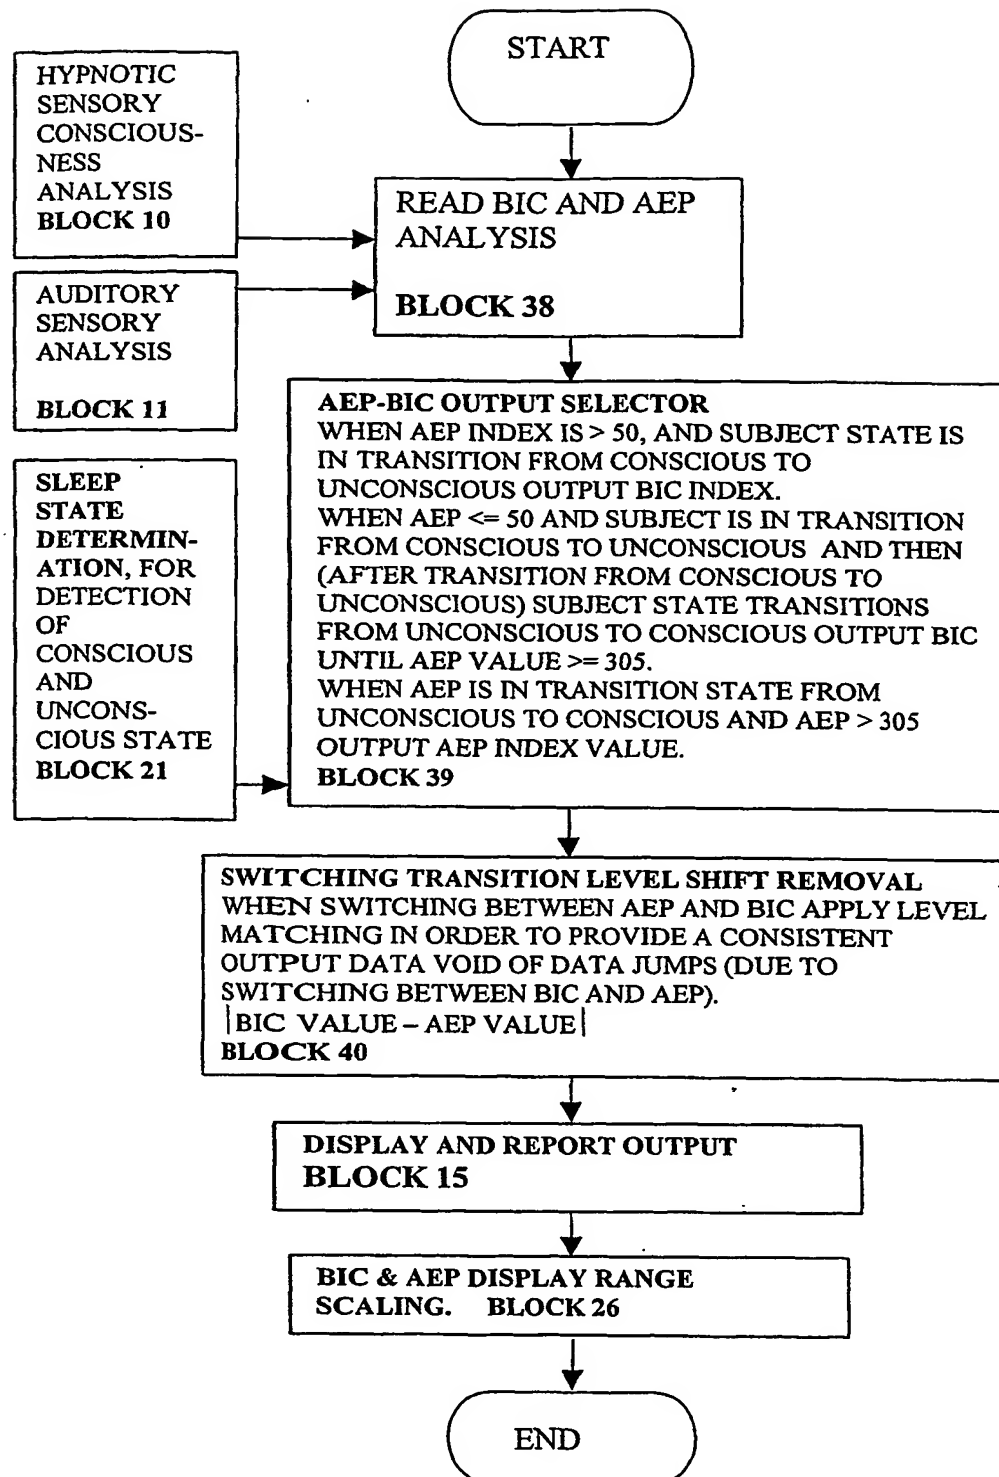 START
HYPNOTIC
SENSORY
CONSCIOUS-
NESS
ANALYSIS
BLOCK 10
READ BIC AND AEP
ANALYSIS
BLOCK 38
AUDITORY
SENSORY
ANALYSIS
BLOCK 11
AEP-BIC OUTPUT SELECTOR
WHEN AEP INDEX IS > 50, AND SUBJECT STATE IS
IN TRANSITION FROM CONSCIOUS TO
UNCONSCIOUS OUTPUT BIC INDEX.
WHEN AEP <= 50 AND SUBJECT IS IN TRANSITION
FROM CONSCIOUS TO UNCONSCIOUS AND THEN
(AFTER TRANSITION FROM CONSCIOUS TO
UNCONSCIOUS) SUBJECT STATE TRANSITIONS
FROM UNCONSCIOUS TO CONSCIOUS OUTPUT BIC
UNTIL AEP VALUE >= 305.
WHEN AEP IS IN TRANSITION STATE FROM
UNCONSCIOUS TO CONSCIOUS AND AEP > 305
OUTPUT AEP INDEX VALUE.
BLOCK 39
SLEEP
STATE
DETERMIN-
ATION, FOR
DETECTION
OF
CONSCIOUS
AND
UNCONS-
CIOUS STATE
BLOCK 21
SWITCHING TRANSITION LEVEL SHIFT REMOVAL
WHEN SWITCHING BETWEEN AEP AND BIC APPLY LEVEL
MATCHING IN ORDER TO PROVIDE A CONSISTENT
OUTPUT DATA VOID OF DATA JUMPS (DUE TO
SWITCHING BETWEEN BIC AND AEP).
|BIC VALUE – AEP VALUE|
BLOCK 40
DISPLAY AND REPORT OUTPUT
BLOCK 15
BIC & AEP DISPLAY RANGE
SCALING. BLOCK 26
END